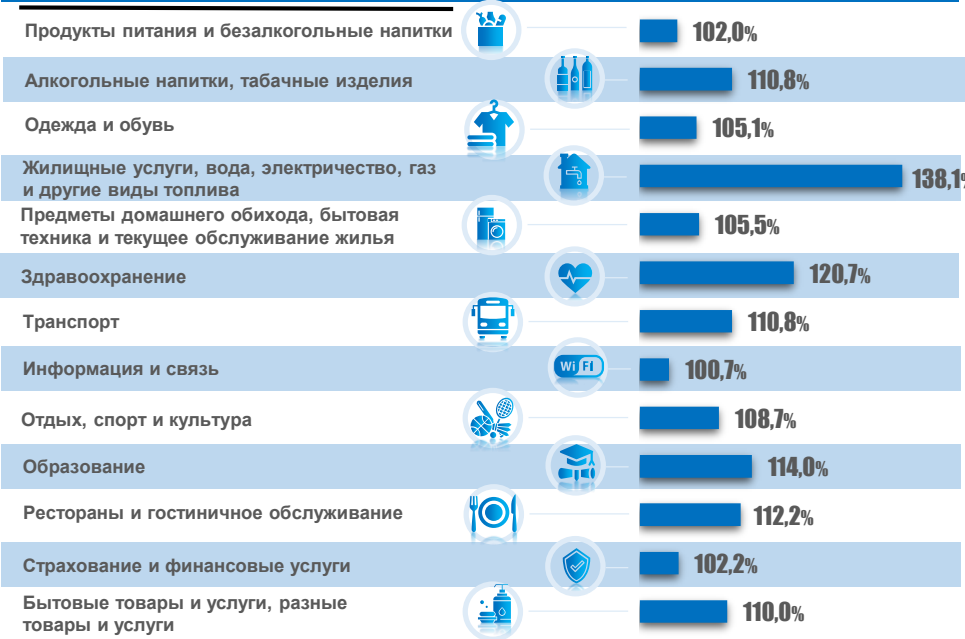 Продукты питания и безалкогольные напитки 102,0%
Алкогольные напитки, табачные изделия 110,8%
Одежда и обувь 105,1%
Жилищные услуги, вода, электричество, газ
и другие виды топлива 138,1%
Предметы домашнего обихода, бытовая
техника и текущее обслуживание жилья 105,5%
Здравоохранение 120,7%
Транспорт 110,8%
Информация и связь WiFi 100,7%
Отдых, спорт и культура 108,7%
Образование 114,0%
Рестораны и гостиничное обслуживание 112,2%
Страхование и финансовые услуги 102,2%
Бытовые товары и услуги, разные
товары и услуги 110,0%